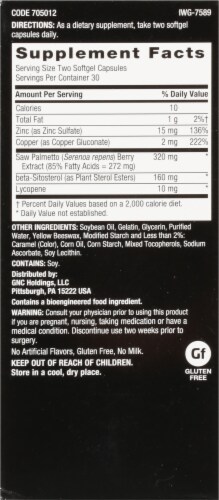 CODE 705012 IWG-7589
DIRECTIONS: As a dietary supplement, take two softgel
capsules daily.
Supplement Facts
Serving Size Two Softgel Capsules
Servings Per Container 30
Amount Per Serving % Daily Value
Calories 10
Total Fat 1 g 2%†
Zinc (as Zinc Sulfate) 15 mg 136%
Copper (as Copper Gluconate) 2 mg 222%
Saw Palmetto (Serenoa repens) Berry 320 mg *
Extract (85% Fatty Acids = 272 mg)
beta-Sitosterol (as Plant Sterol Esters) 160 mg *
Lycopene 10 mg *
† Percent Daily Values based on a 2,000 calorie diet.
* Daily Value not established.
OTHER INGREDIENTS: Soybean Oil, Gelatin, Glycerin, Purified
Water, Yellow Beeswax, Modified Starch and Less than 2%:
Caramel (Color), Corn Oil, Corn Starch, Mixed Tocopherols, Sodium
Ascorbate, Soy Lecithin.
CONTAINS: Soy.
Distributed by:
GNC Holdings, LLC
Pittsburgh, PA 15222 USA
Contains a bioengineered food ingredient.
WARNING: Consult your physician prior to using this product
if you are pregnant, nursing, taking medication or have a
medical condition. Discontinue use two weeks prior to
surgery.
No Artificial Flavors, Gluten Free, No Milk.
KEEP OUT OF REACH OF CHILDREN.
Store in a cool, dry place.
Gf
GLUTEN
FREE